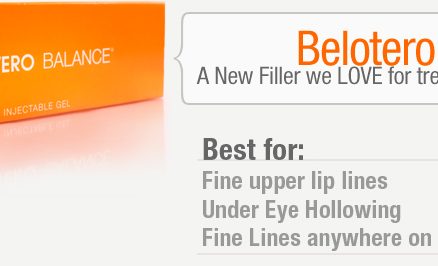 TERO BALANCE®
INJECTABLE GEL
Belotero
A New Filler we LOVE for tre
Best for:
Fine upper lip lines
Under Eye Hollowing
Fine Lines anywhere on